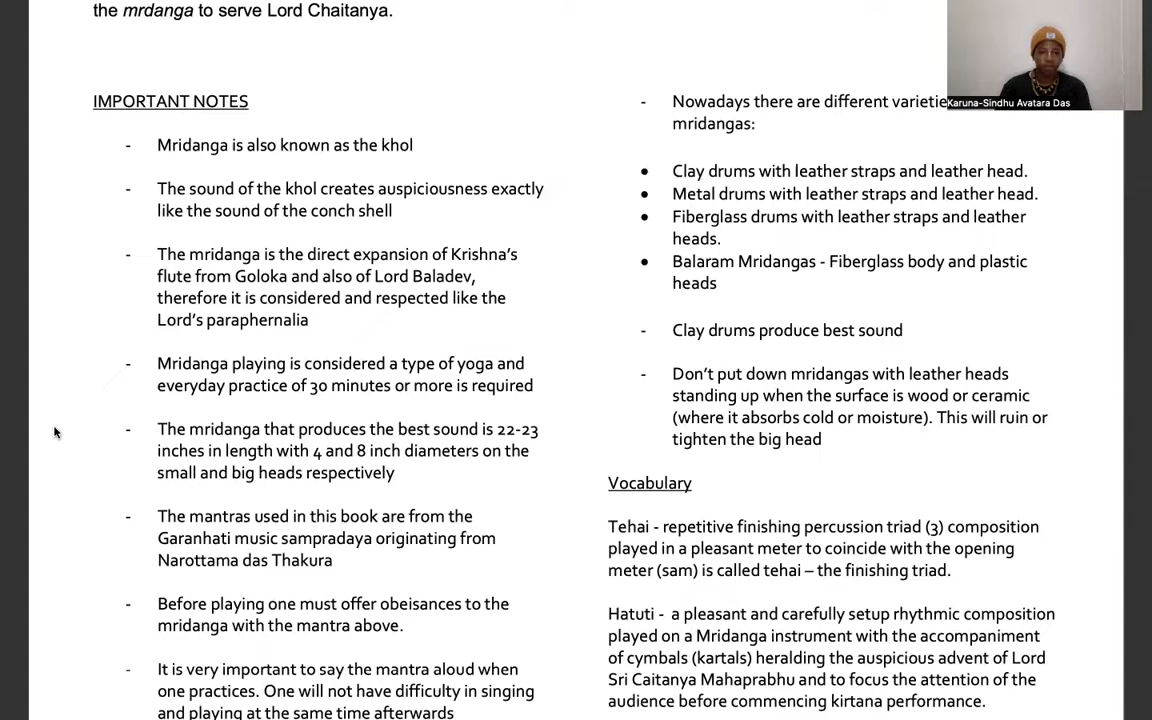 the mrdanga to serve Lord Chaitanya.
IMPORTANT NOTES
- Mridanga is also known as the khol
- The sound of the khol creates auspiciousness exactly
like the sound of the conch shell
- The mridanga is the direct expansion of Krishna's
flute from Goloka and also of Lord Baladev,
therefore it is considered and respected like the
Lord's paraphernalia
- Mridanga playing is considered a type of yoga and
everyday practice of 30 minutes or more is required
- The mridanga that produces the best sound is 22-23
inches in length with 4 and 8 inch diameters on the
small and big heads respectively
- The mantras used in this book are from the
Garanhati music sampradaya originating from
Narottama das Thakura
- Before playing one must offer obeisances to the
mridanga with the mantra above.
- It is very important to say the mantra aloud when
one practices. One will not have difficulty in singing
and playing at the same time afterwards
- Nowadays there are different
mridangas:
• Clay drums with leather straps and leather head.
• Metal drums with leather straps and leather head.
• Fiberglass drums with leather straps and leather
heads.
• Balaram Mridangas - Fiberglass body and plastic
heads
- Clay drums produce best sound
- Don't put down mridangas with leather heads
standing up when the surface is wood or ceramic
(where it absorbs cold or moisture). This will ruin or
tighten the big head
Vocabulary
Tehai - repetitive finishing percussion triad (3) composition
played in a pleasant meter to coincide with the opening
meter (sam) is called tehai – the finishing triad.
Hatuti - a pleasant and carefully setup rhythmic composition
played on a Mridanga instrument with the accompaniment
of cymbals (kartals) heralding the auspicious advent of Lord
Sri Caitanya Mahaprabhu and to focus the attention of the
audience before commencing kirtana performance.
Karuna-Sindhu Avatara Das